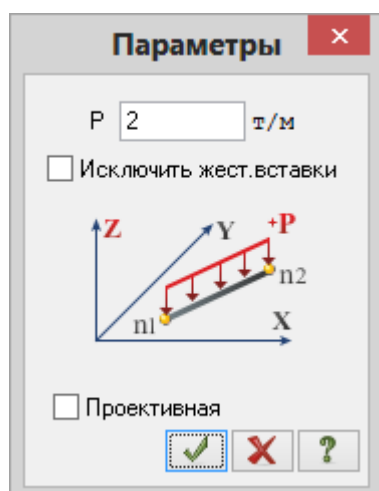 Параметры
P 2 т/м
Исключить жест.вставки
Z Y +P
n2
n1 X
Проективная
?